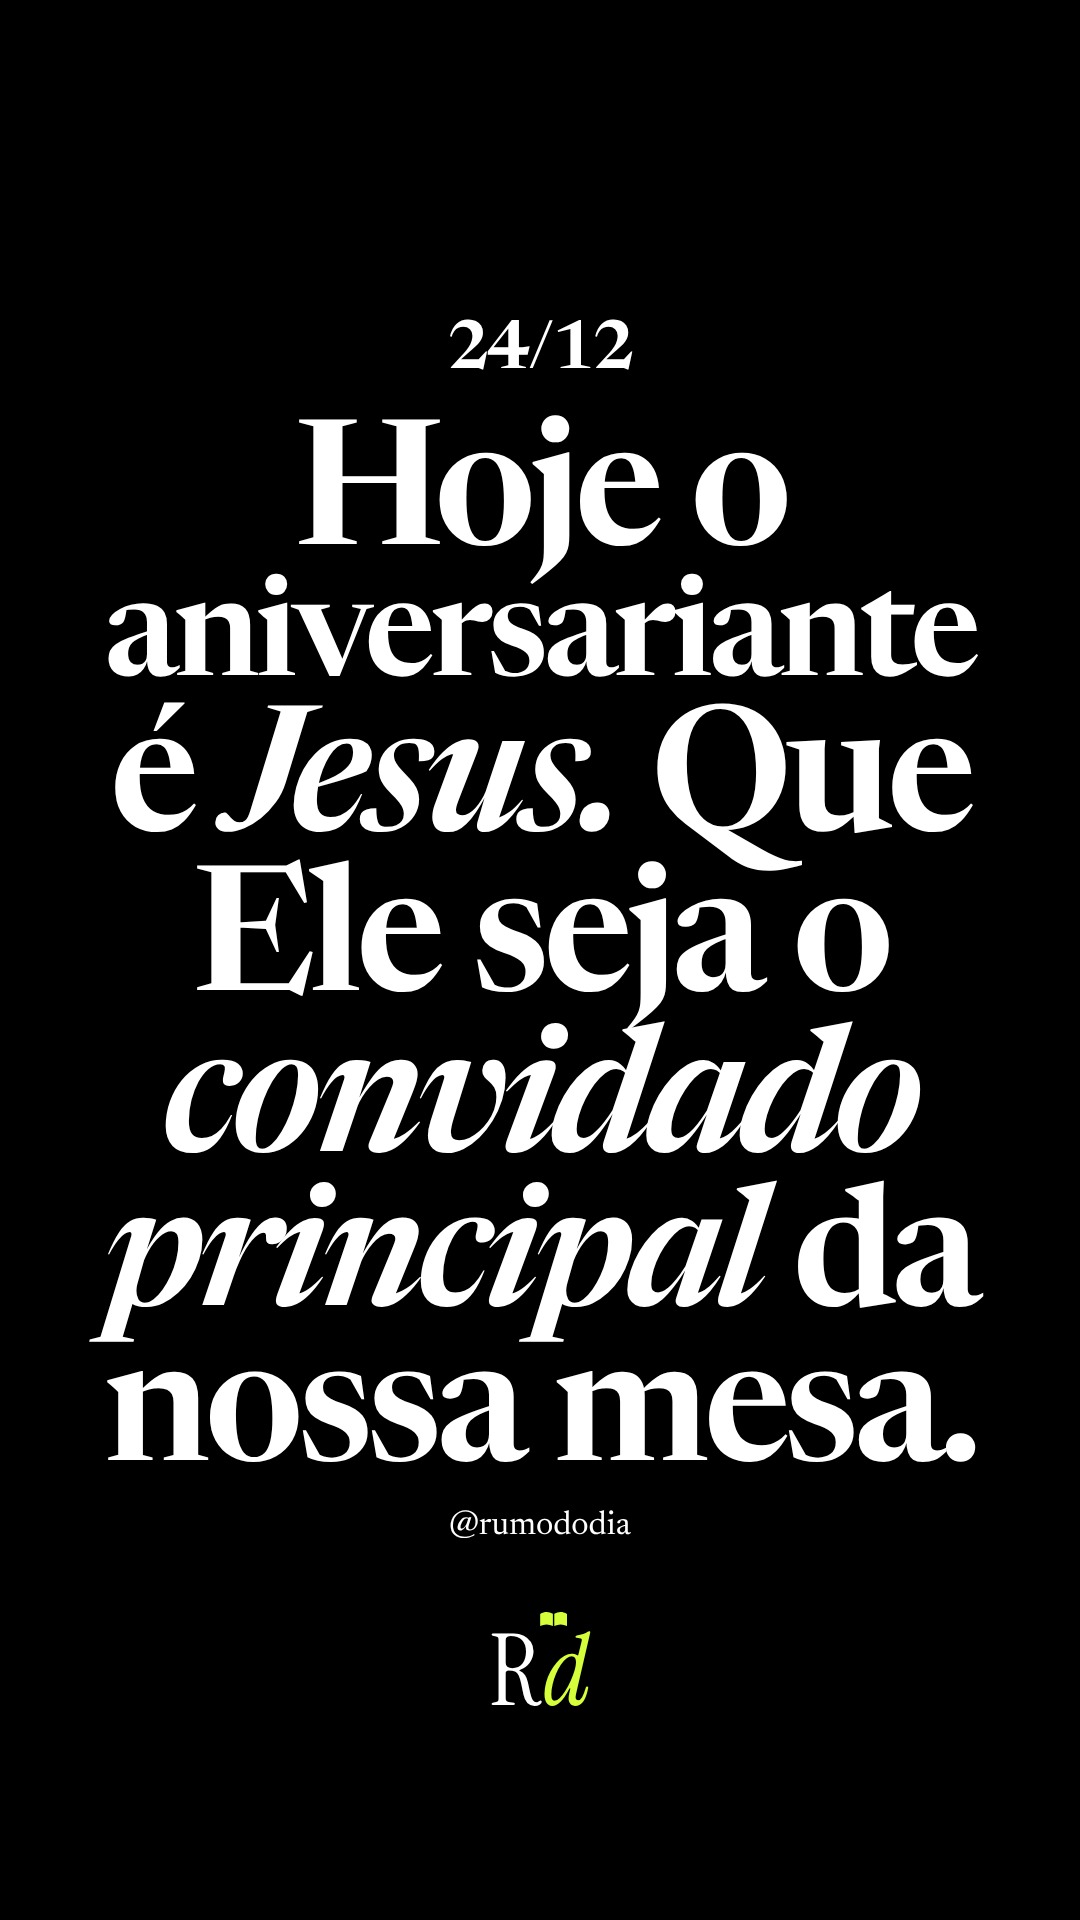 24/12
Hoje o
aniversariante
é Jesus. Que
Ele seja o
convidado
principal da
nossa mesa.
@rumododia
Rd